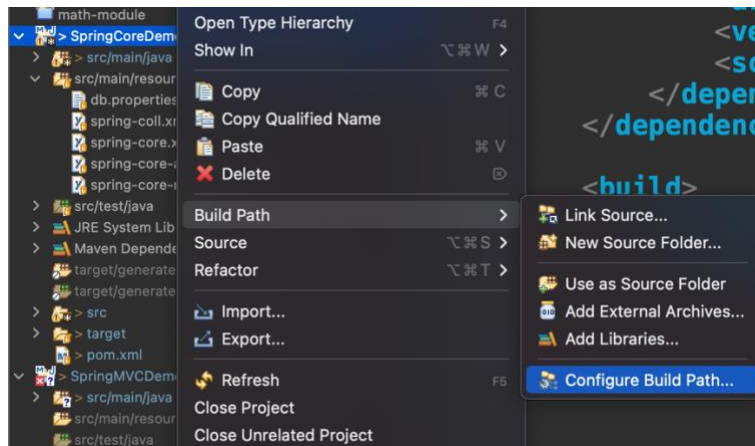 math-module
> SpringCoreDem
> src/main/java
src/main/resour
db.properties
spring-coll.x
spring-core.x
spring-core-a
spring-core-
src/test/java
JRE System Lib
Maven Depende
target/generate
target/generate
> src
> target
> pom.xml
> SpringMVCDem
> src/main/java
src/main/resour
src/test/java
Open Type Hierarchy F4
Show In ⌥⌘W >
Copy ⌘C
Copy Qualified Name
Paste ⌘V
Delete ⌦
Build Path >
Source ⌥⌘S >
Refactor ⌥⌘T >
Import...
Export...
Refresh F5
Close Project
Close Unrelated Project
Link Source...
New Source Folder...
Use as Source Folder
Add External Archives...
Add Libraries...
Configure Build Path...
<ve
<sc
</depen
</dependenc
<build>